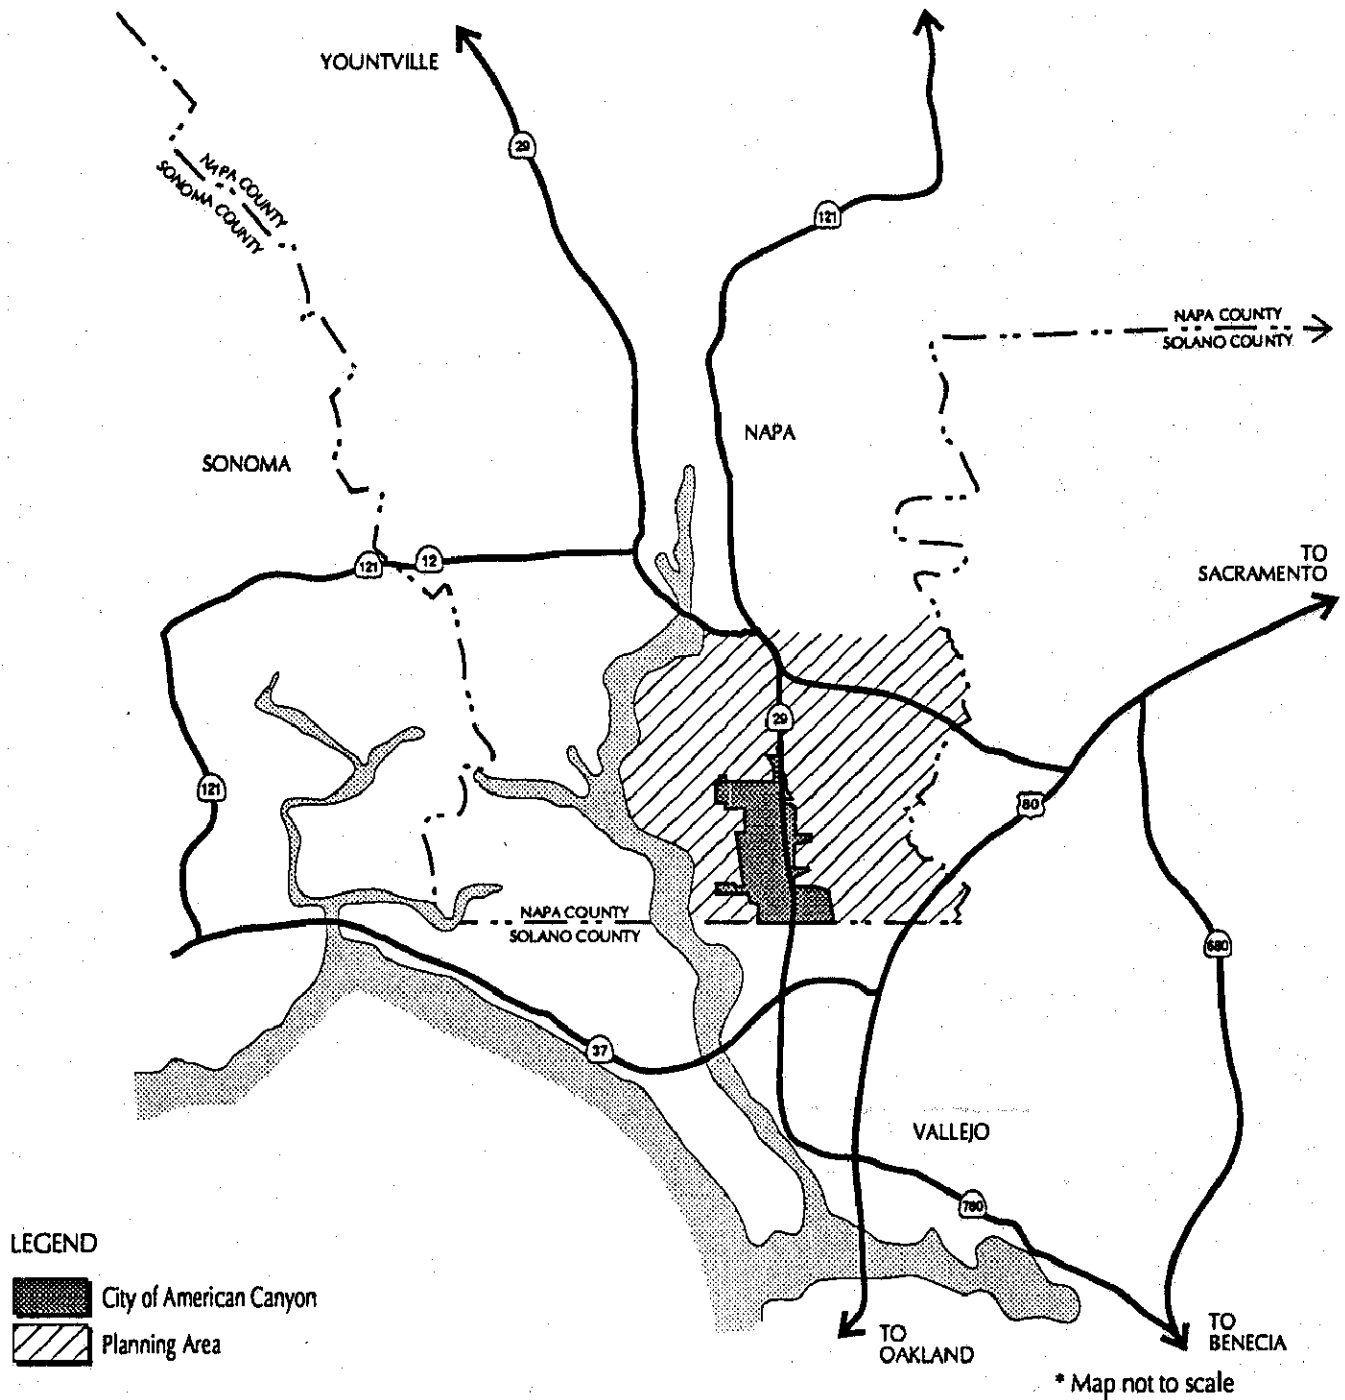 YOUNTVILLE
29
NAPA COUNTY
SONOMA COUNTY
121
NAPA COUNTY
SOLANO COUNTY
NAPA
SONOMA
TO
SACRAMENTO
121
12
29
121
80
NAPA COUNTY
SOLANO COUNTY
680
37
VALLEJO
780
LEGEND
City of American Canyon
Planning Area
TO
OAKLAND
TO
BENECIA
* Map not to scale